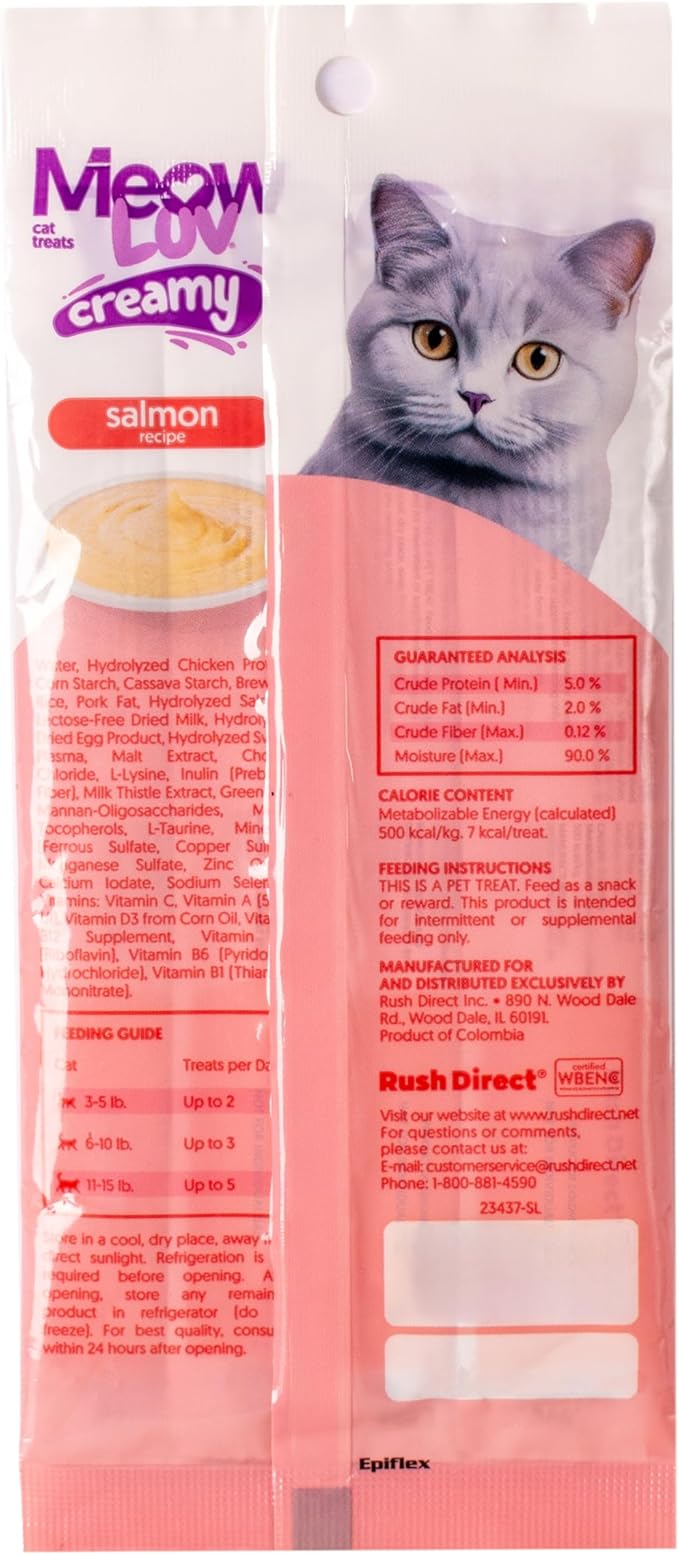 Meow
LUV®
cat
treats
creamy
salmon
recipe
Water, Hydrolyzed Chicken
Corn Starch, Cassava Starch,
Rice, Pork Fat, Hydrolyzed
Lactose-Free Dried Milk,
Dried Egg Product, Hydrolyzed
Plasma, Malt Extract,
Chloride, L-Lysine, Inulin
Fiber), Milk Thistle Extract, Green
Mannan-Oligosaccharides,
Tocopherols, L-Taurine,
Ferrous Sulfate, Copper
Manganese Sulfate, Zinc
Calcium Iodate, Sodium
Vitamins: Vitamin C, Vitamin A
Vitamin D3 from Corn Oil,
B12 Supplement, Vitamin
(Riboflavin), Vitamin B6
Hydrochloride), Vitamin B1
Mononitrate).
FEEDING GUIDE
Cat Treats per
3-5 lb. Up to 2
6-10 lb. Up to 3
11-15 lb. Up to 5
Store in a cool, dry place, away
direct sunlight. Refrigeration is
required before opening.
opening, store any
product in refrigerator (do
freeze). For best quality,
within 24 hours after opening.
GUARANTEED ANALYSIS
Crude Protein ( Min.) 5.0 %
Crude Fat (Min.) 2.0 %
Crude Fiber (Max.) 0.12 %
Moisture (Max.) 90.0 %
CALORIE CONTENT
Metabolizable Energy (calculated)
500 kcal/kg. 7 kcal/treat.
FEEDING INSTRUCTIONS
THIS IS A PET TREAT. Feed as a snack
or reward. This product is intended
for intermittent or supplemental
feeding only.
MANUFACTURED FOR
AND DISTRIBUTED EXCLUSIVELY BY
Rush Direct Inc. • 890 N. Wood Dale
Rd., Wood Dale, IL 60191.
Product of Colombia
Rush Direct®
certified
WBENC
Visit our website at www.rushdirect.net
For questions or comments,
please contact us at:
E-mail: customerservice@rushdirect.net
Phone: 1-800-881-4590
23437-SL
Epiflex